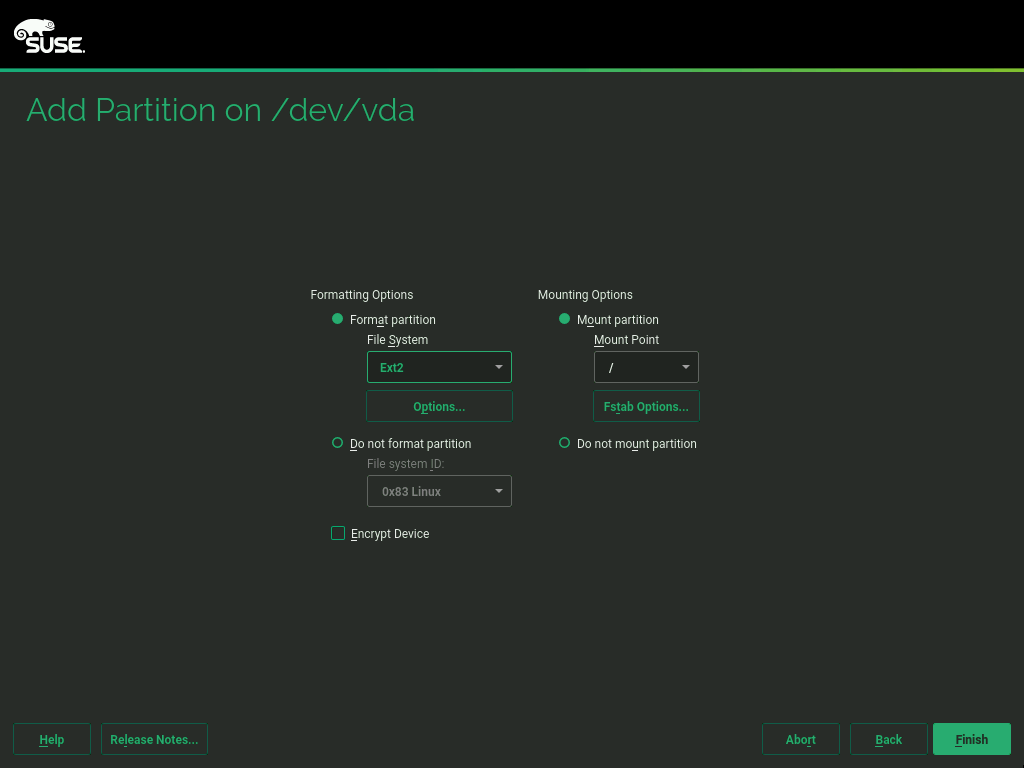 SUSE.
Add Partition on /dev/vda
Formatting Options
Format partition
File System
Ext2
Options...
Do not format partition
File system ID:
0x83 Linux
Encrypt Device
Mounting Options
Mount partition
Mount Point
/
Fstab Options...
Do not mount partition
Help
Release Notes...
Abort
Back
Finish